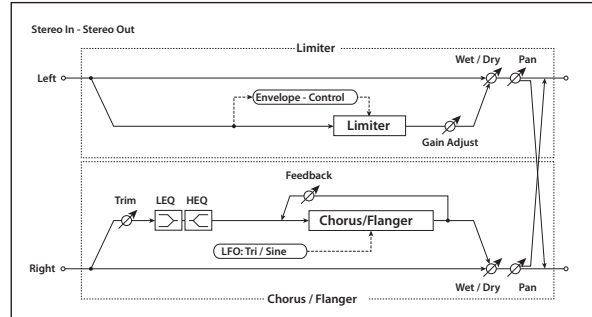 Stereo In - Stereo Out
Limiter
Wet / Dry
Pan
Left
Envelope - Control
Limiter
Gain Adjust
Feedback
Trim
LEQ
HEQ
Chorus/Flanger
LFO: Tri / Sine
Right
Wet / Dry
Pan
Chorus / Flanger